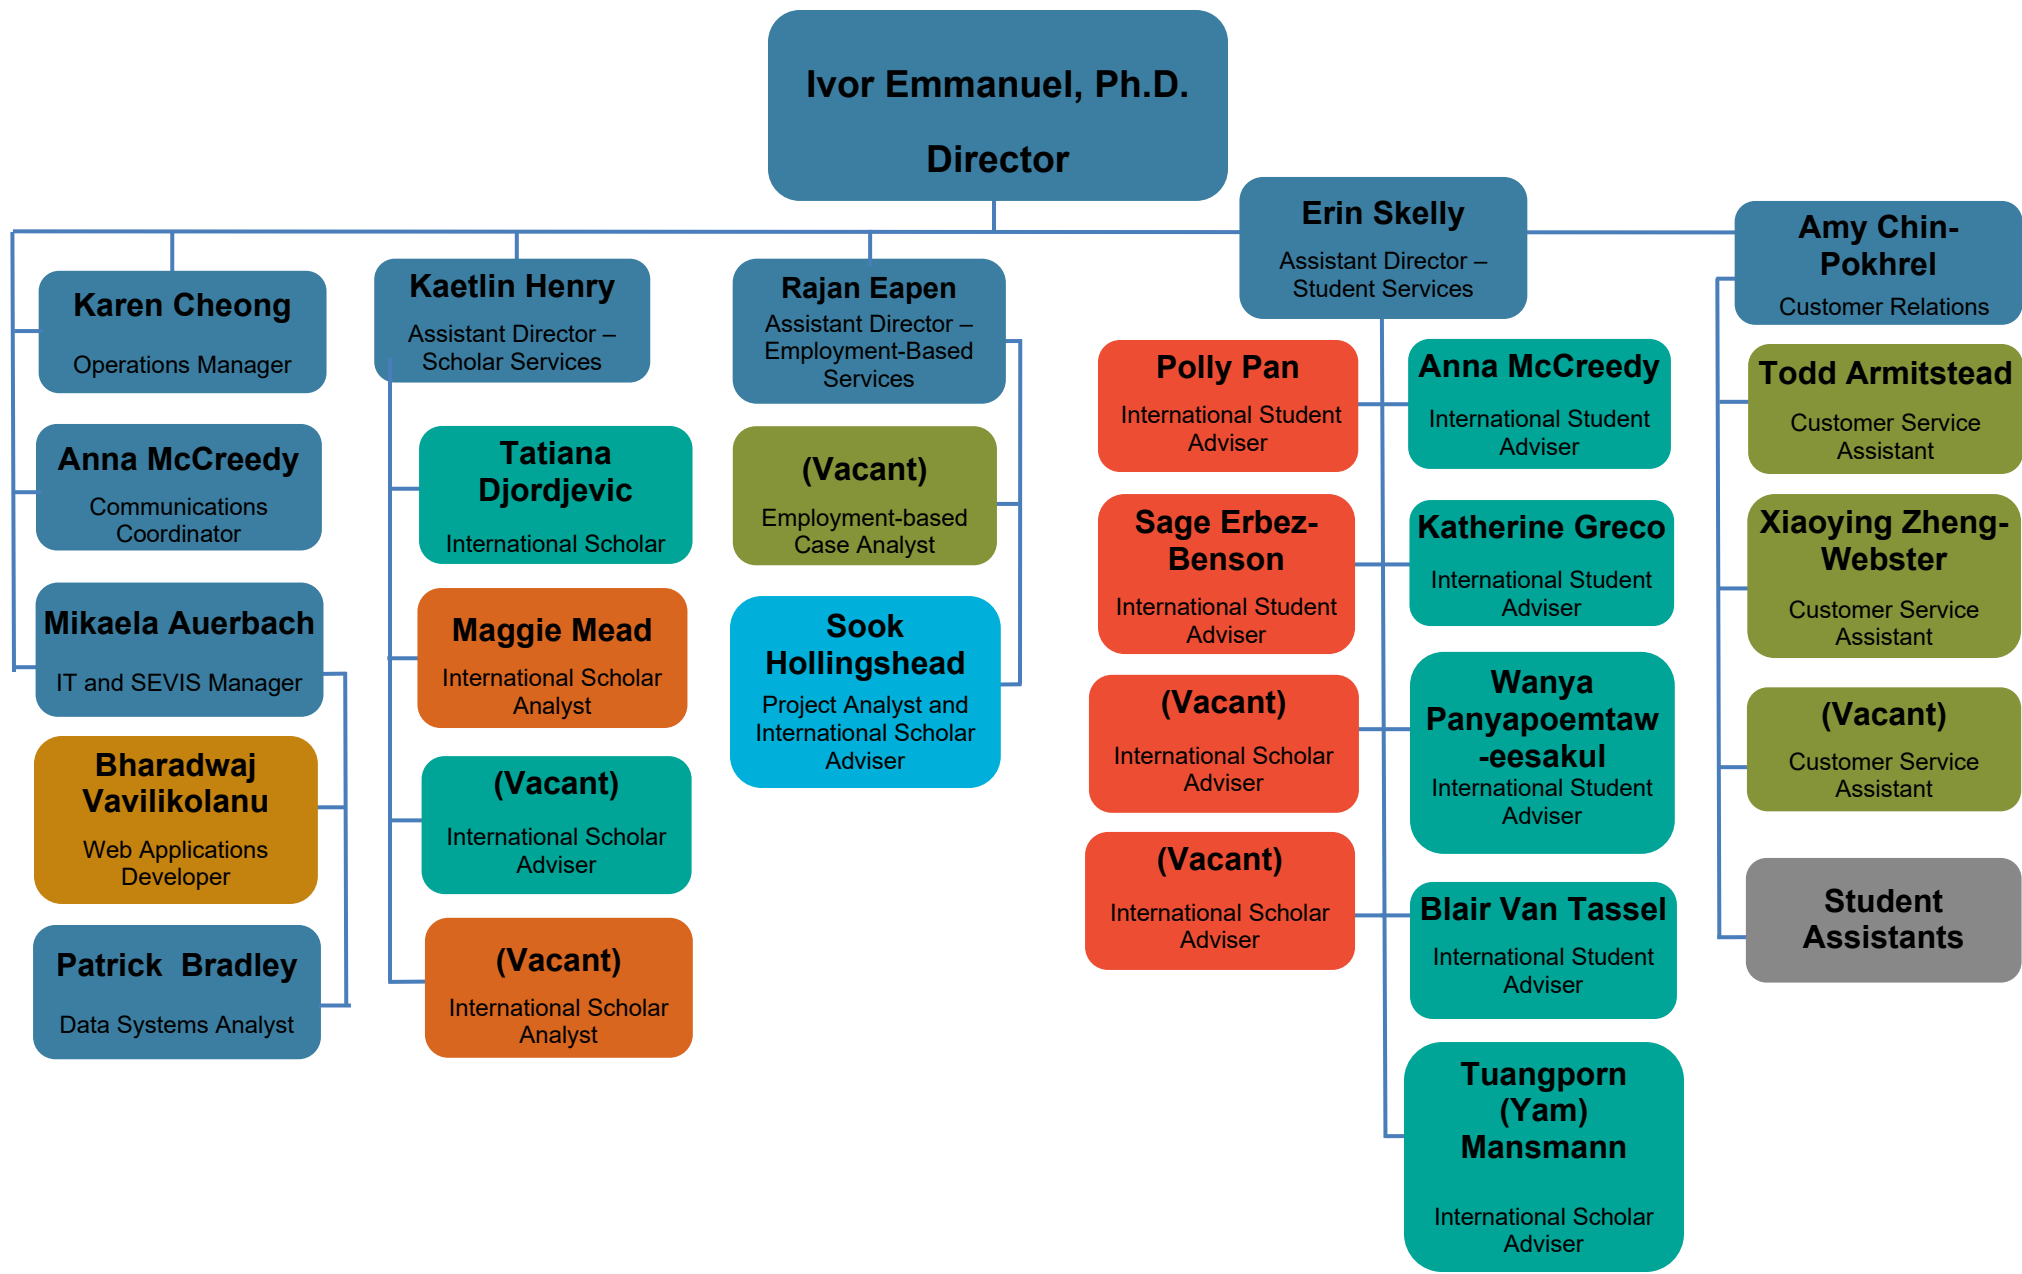 Ivor Emmanuel, Ph.D.
Director
Karen Cheong
Operations Manager
Anna McCreedy
Communications
Coordinator
Mikaela Auerbach
IT and SEVIS Manager
Bharadwaj
Vavilikolanu
Web Applications
Developer
Patrick  Bradley
Data Systems Analyst
Kaetlin Henry
Assistant Director –
Scholar Services
Tatiana
Djordjevic
International Scholar
Maggie Mead
International Scholar
Analyst
(Vacant)
International Scholar
Adviser
(Vacant)
International Scholar
Analyst
Rajan Eapen
Assistant Director –
Employment-Based
Services
(Vacant)
Employment-based
Case Analyst
Sook
Hollingshead
Project Analyst and
International Scholar
Adviser
Erin Skelly
Assistant Director –
Student Services
Polly Pan
International Student
Adviser
Sage Erbez-
Benson
International Student
Adviser
(Vacant)
International Scholar
Adviser
(Vacant)
International Scholar
Adviser
Anna McCreedy
International Student
Adviser
Katherine Greco
International Student
Adviser
Wanya
Panyapoemtaw
-eesakul
International Student
Adviser
Blair Van Tassel
International Student
Adviser
Tuangporn
(Yam)
Mansmann
International Scholar
Adviser
Amy Chin-
Pokhrel
Customer Relations
Todd Armitstead
Customer Service
Assistant
Xiaoying Zheng-
Webster
Customer Service
Assistant
(Vacant)
Customer Service
Assistant
Student
Assistants